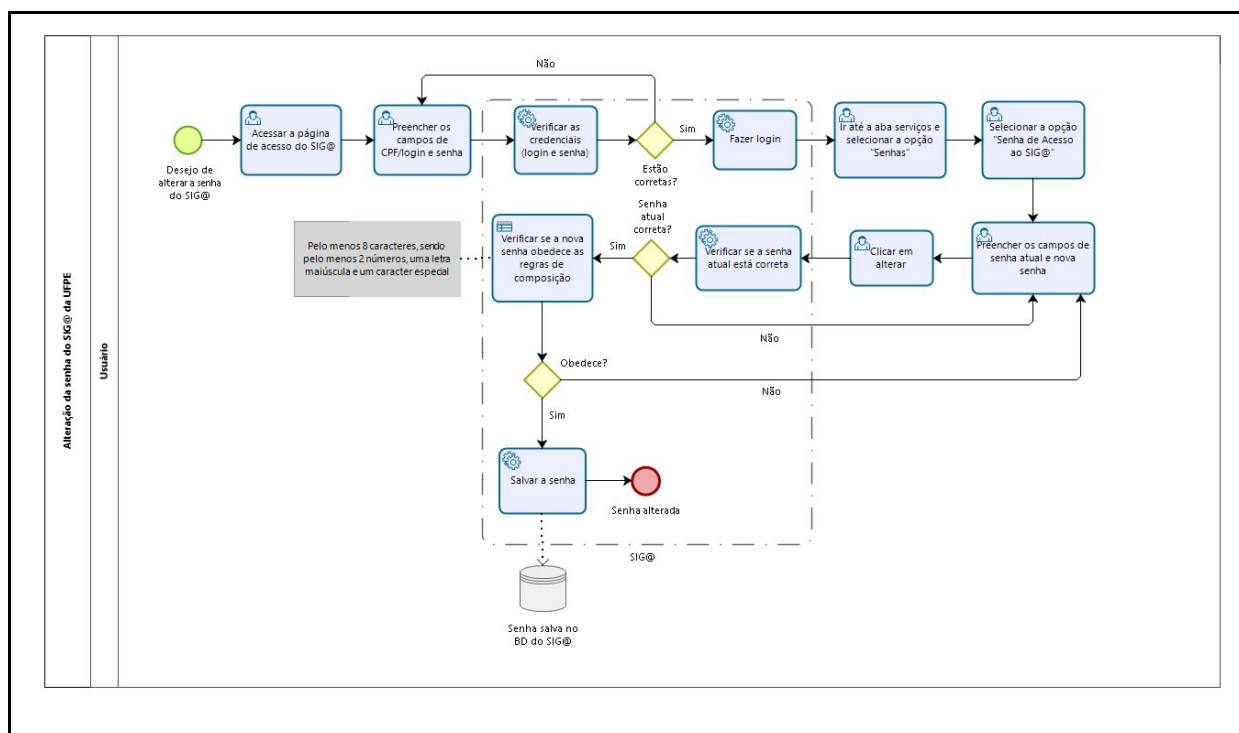 Alteração da senha do SIG@ da UFPE
Usuário
Desejo de
alterar a senha
do SIG@
Acessar a página
de acesso do SIG@
Preencher os
campos de
CPF/login e senha
Não
Verificar as
credenciais
(login e senha)
Estão
corretas?
Sim
Fazer login
Ir até a aba serviços e
selecionar a opção
"Senhas"
Selecionar a opção
"Senha de Acesso
ao SIG@"
Preencher os campos de
senha atual e nova
senha
Clicar em
alterar
Verificar se a senha
atual está correta
Senha
atual
correta?
Sim
Não
Verificar se a nova
senha obedece as
regras de
composição
Pelo menos 8 caracteres, sendo
pelo menos 2 números, uma letra
maiúscula e um caracter especial
Obedece?
Não
Sim
Salvar a senha
Senha alterada
SIG@
Senha salva no
BD do SIG@